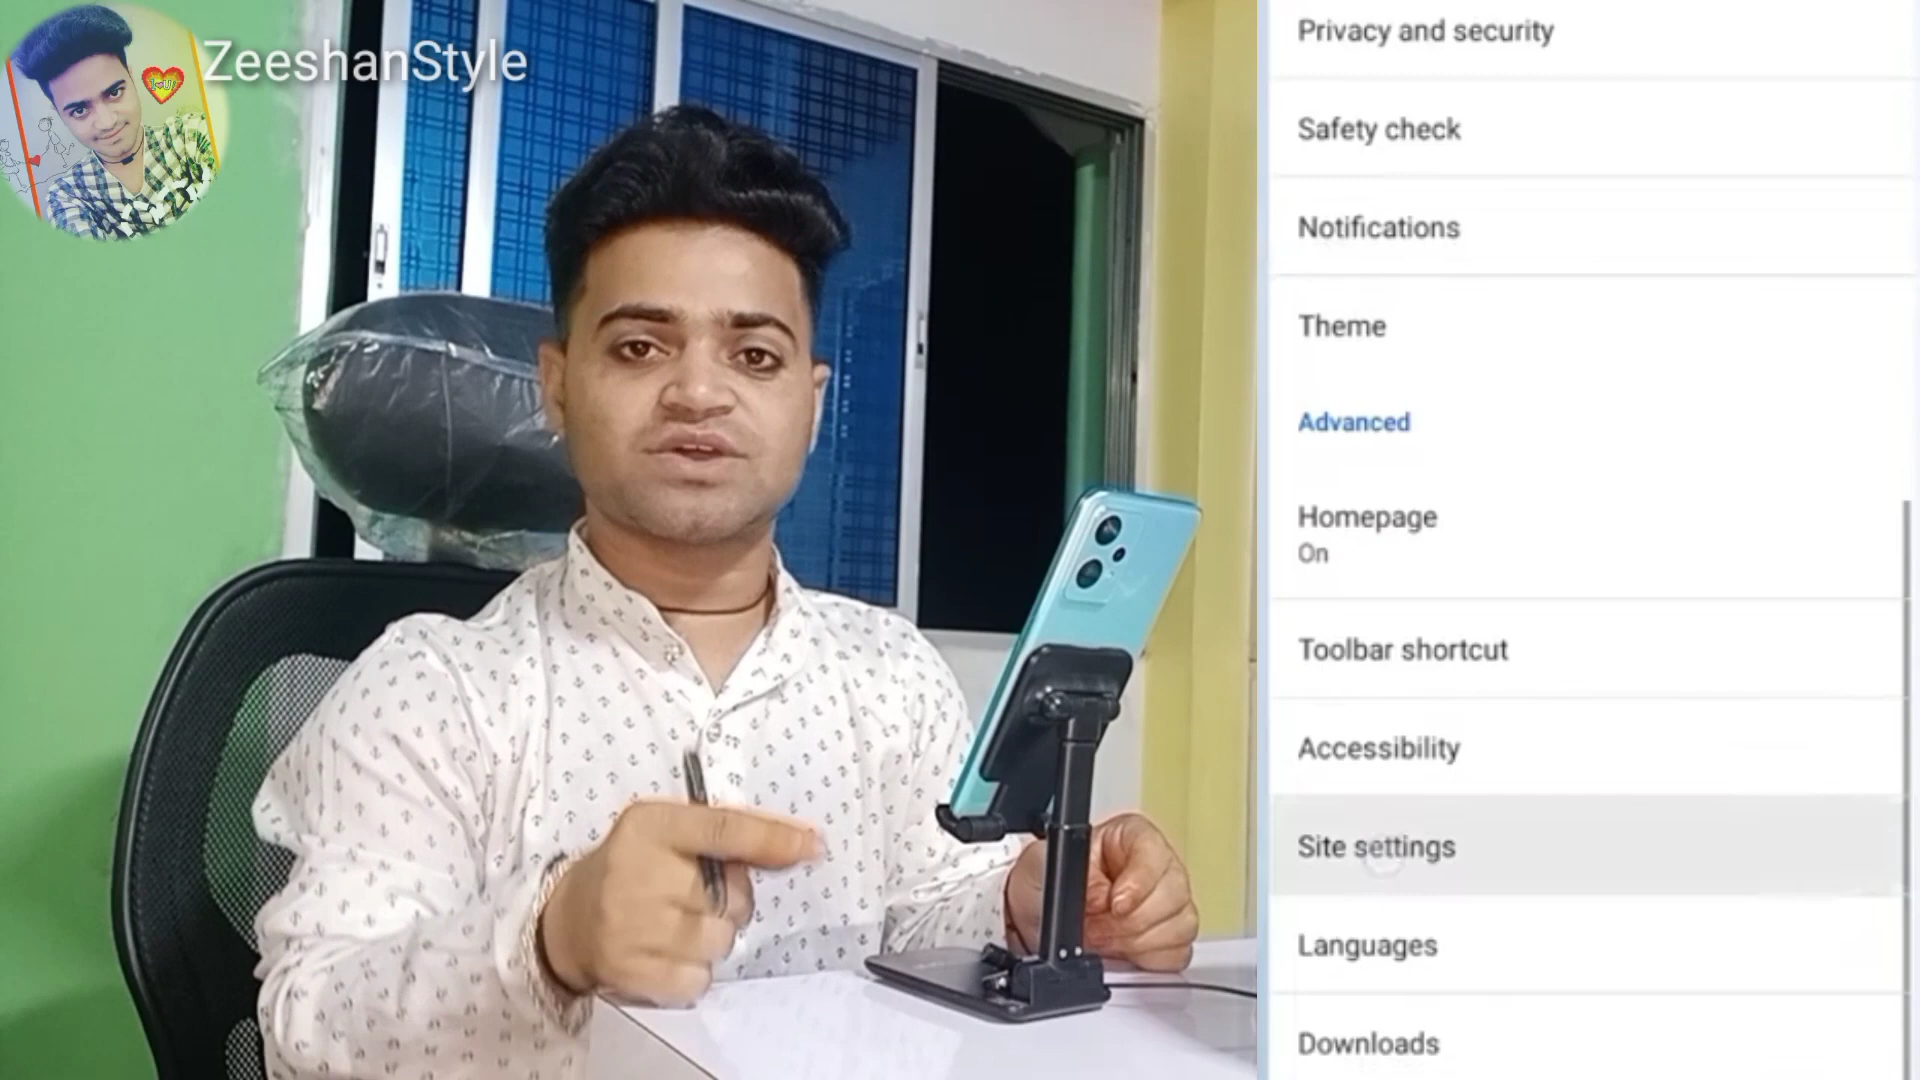 ZeeshanStyle
Privacy and security
Safety check
Notifications
Theme
Advanced
Homepage
On
Toolbar shortcut
Accessibility
Site settings
Languages
Downloads